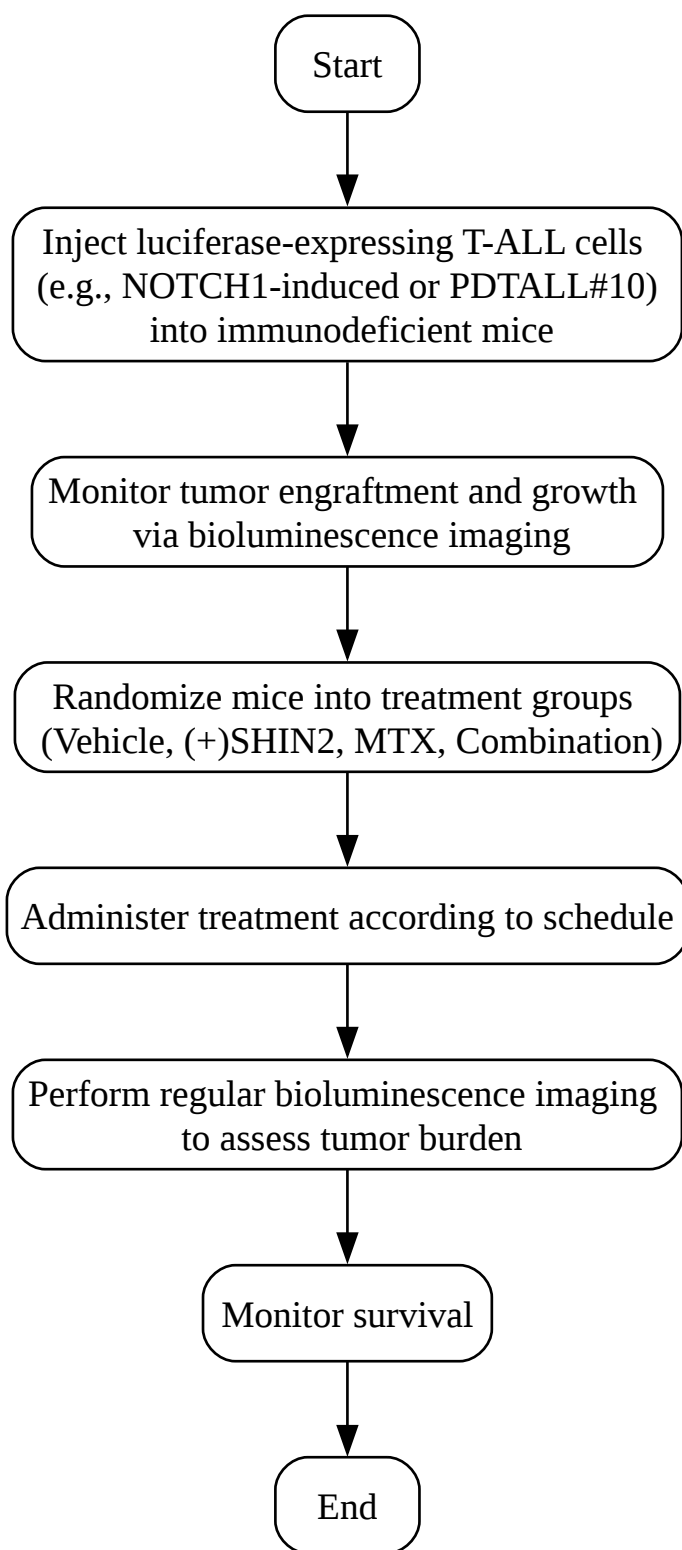 Start
Inject luciferase-expressing T-ALL cells
(e.g., NOTCH1-induced or PDTALL#10)
into immunodeficient mice
Monitor tumor engraftment and growth
via bioluminescence imaging
Randomize mice into treatment groups
(Vehicle, (+)SHIN2, MTX, Combination)
Administer treatment according to schedule
Perform regular bioluminescence imaging
to assess tumor burden
Monitor survival
End